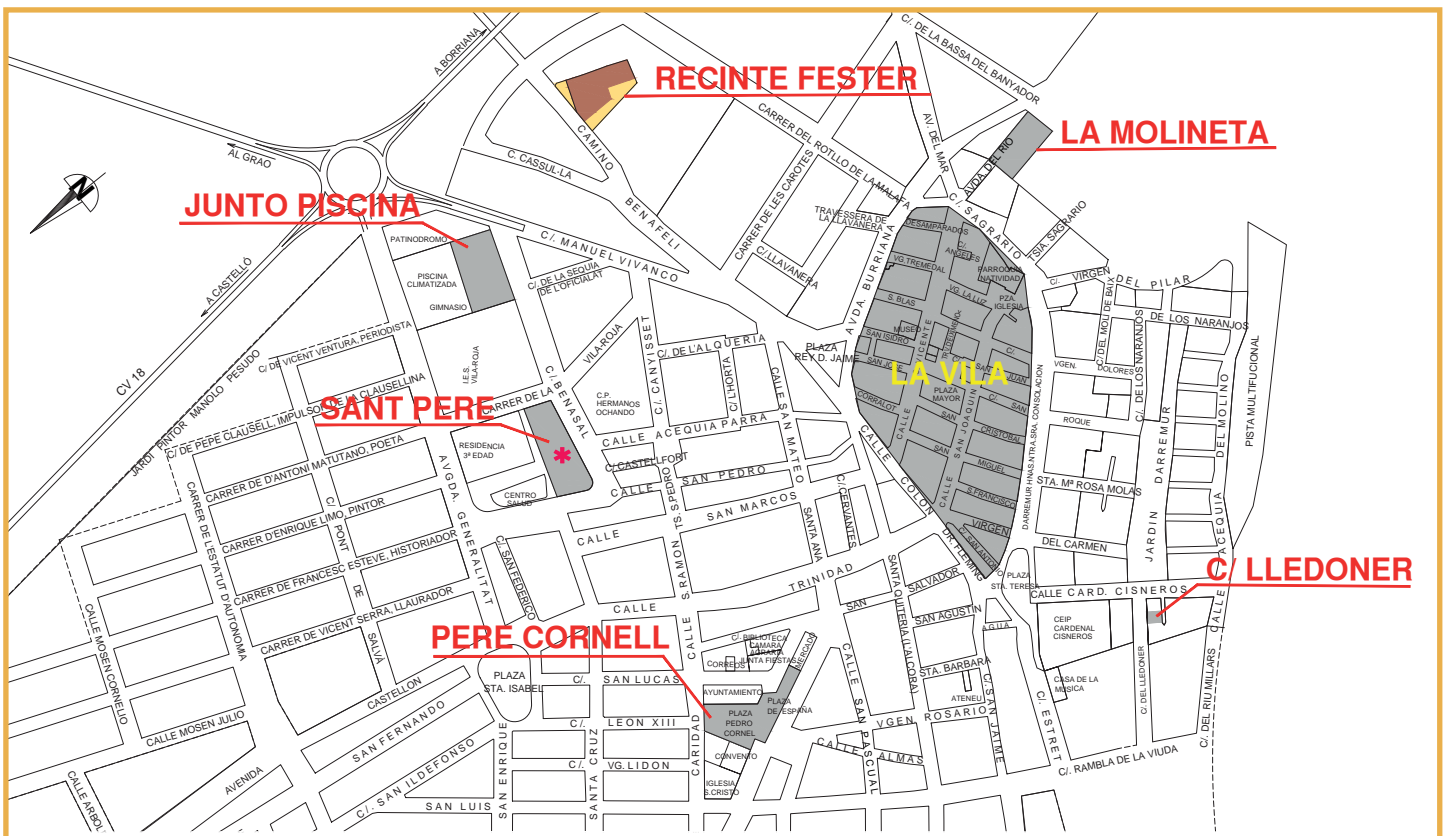 C/. DE LA BASSA DEL BANYADOR
A BORRIANA
RECINTE FESTER
CARRER DEL ROTLLO DE LA MALAFA
AV. DEL MAR
LA MOLINETA
AL GRAO
CAMINO
BENAFELI
C. CASSUL-LÀ
AVDA. DEL RIO
N
JUNTO PISCINA
CARRER DE LES CAROTES
TRAVESSERA DE
LA LLAVANERA
C/. SAGRARIO
TSIA. SAGRARIO
PATINODROMO
C/. MANUEL VIVANCO
C/.LLAVANERA
DESAMPARADOS
C/.
ANGELES
PISCINA
CLIMATIZADA
C/. DE LA SEQUIA
DE L'OFICIALAT
AVDA. BURRIANA
VG.TREMEDAL
PARROQUIA
NATIVIDAD
C/. VIRGEN
DEL PILAR
A CASTELLÓ
GIMNASIO
VG. LA LUZ
PZA.
IGLESIA
S. BLAS
DE LOS NARANJOS
C/.DEL MOLI DE BAIX
C/.DE LOS NARANJOS
C/ DE VICENT VENTURA, PERIODISTA
VILA-ROJA
C/. CANYISSET
C/. DE L'ALQUERIA
MUSEO
SAN ISIDRO
VICENTE
PLAZA
REY D. JAIME
SAN JOSE
C/.
SAN
JUAN
VGEN.
DOLORES
CV 18
JARDI PINTOR MANOLO PESUDO
I.E.S.
VILA-ROJA
C/.BENASAL
C/ L'HORTA
CALLE SAN MATEO
LA VILA
CORRALOT
PLAZA
MAYOR
C/.
SAN
CRISTOBAL
C/ DE PEPE CLAUSELL, IMPULSOR DE LA CLAUSELLINA
CARRER DE LA
C.P.
HERMANOS
OCHANDO
SANT PERE
CALLE ACEQUIA PARRA
CALLE
SAN JOAQUIN
CALLE
SAN
MIGUEL
ROQUE
DARREMUR HNAS.NTRA.SRA. CONSOLACION
PISTA MULTIFUCIONAL
DEL MOLINO
CARRER DE D'ANTONI MATUTANO, POETA
RESIDENCIA
3ª EDAD
C/.CASTELLFORT
CALLE COLON
SAN
S.FRANCISCO
STA. Mª ROSA MOLAS
JARDIN DARREMUR
CENTRO
SALUD
CALLE SAN PEDRO
AVGDA. GENERALITAT
CARRER D'ENRIQUE LIMO, PINTOR
C/. PONT DE SALVÀ
CARRER DE L'ESTATUT D'AUTONOMIA
CALLE SAN MARCOS
TS.S.PEDRO
SANTA ANA
C/.CERVANTES
VIRGEN
DEL CARMEN
DR. FLEMING
C/. SAN ANTONIO
PLAZA
STA. TERESA
CARRER DE FRANCESC ESTEVE, HISTORIADOR
C/. SAN FEDERICO
CALLE TRINIDAD
S.RAMON
SAN SALVADOR
SANTA QUITERIA (L'ALCORA)
CALLE CARD. CISNEROS
C/ LLEDONER
CALLE ACEQUIA
CARRER DE VICENT SERRA, LLAURADOR
SAN AGUSTIN
AGUA
CEIP
CARDENAL
CISNEROS
CALLE MOSEN CORNELIO
PERE CORNELL
C/. BIBLIOTECA
CAMARA
AGRARIA
JUNTA FIESTAS
CORREOS
MERCADO
STA. BARBARA
ATENEU
CASA DE LA
MÚSICA
C/. DEL LLEDONER
C/. DEL RIU MILLARS
PLAZA
STA. ISABEL
C/. SAN LUCAS
AYUNTAMIENTO
PLAZA
DE ESPAÑA
PLAZA
PEDRO
CORNEL
CALLE SAN PASCUAL
C/.SAN JAIME
C/. ESTRET
VGEN. ROSARIO
CASTELLON
CALLE MOSEN JULIO
SAN FERNANDO
C/. LEON XIII
CARIDAD
CONVENTO
CALLE ALMAS
C/. RAMBLA DE LA VIUDA
AVENIDA
C/. SAN ILDEFONSO
SAN ENRIQUE
C/. VG.LIDON
SANTA CRUZ
IGLESIA
S.CRISTO
SAN LUIS